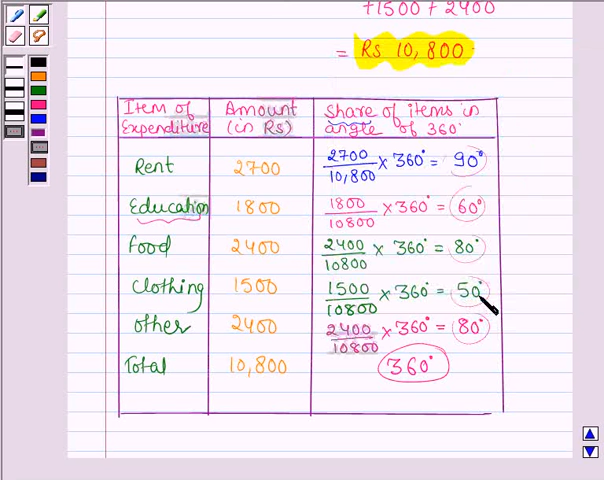 +1500 + 2400
= Rs 10,800
Item of Expenditure Amount (in Rs) Share of items in angle of 360°
Rent 2700 2700/10,800 × 360° = 90°
Education 1800 1800/10800 × 360° = 60°
Food 2400 2400/10800 × 360° = 80°
Clothing 1500 1500/10800 × 360° = 50°
other 2400 2400/10800 × 360° = 80°
Total 10,800 360°